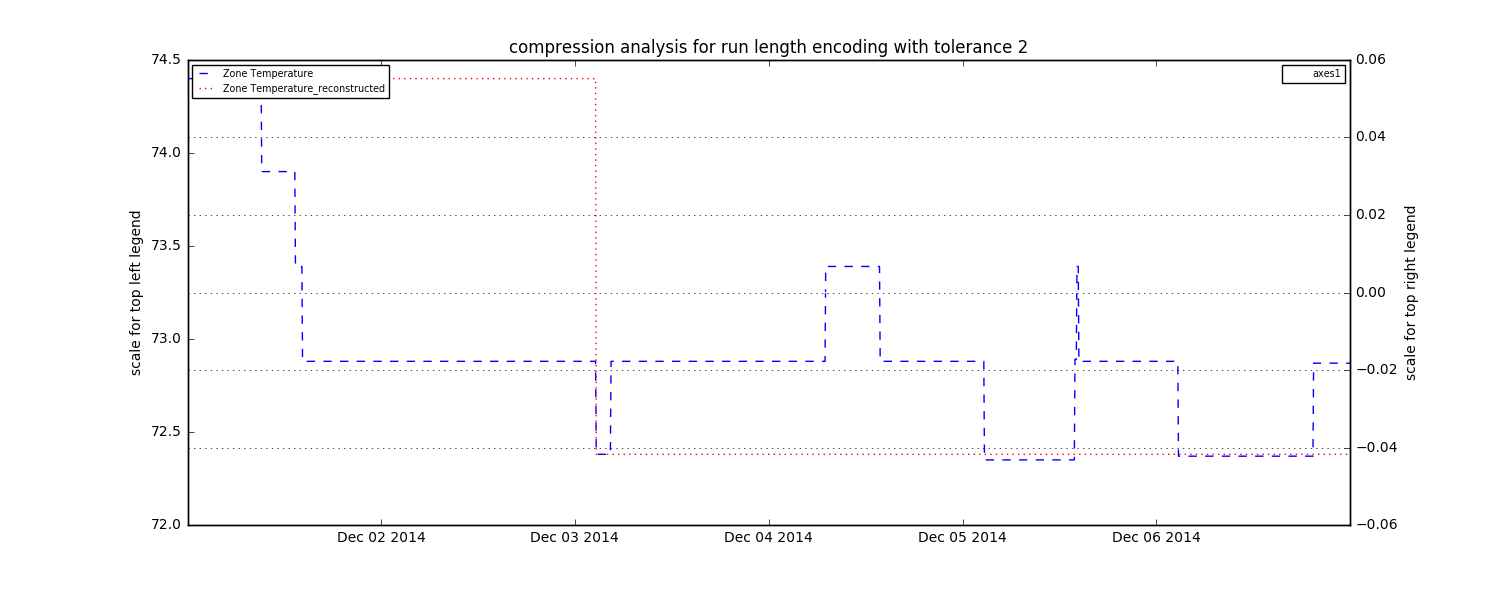 compression analysis for run length encoding with tolerance 2
Zone Temperature
Zone Temperature_reconstructed
axes1
scale for top left legend
74.5
74.0
73.5
73.0
72.5
72.0
0.06
0.04
0.02
0.00
−0.02
−0.04
−0.06
scale for top right legend
Dec 02 2014
Dec 03 2014
Dec 04 2014
Dec 05 2014
Dec 06 2014